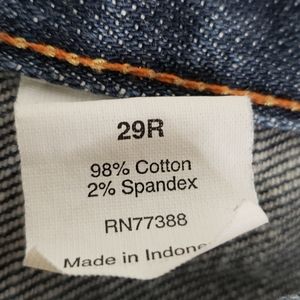 29R
98% Cotton
2% Spandex
RN77388
Made in Indone